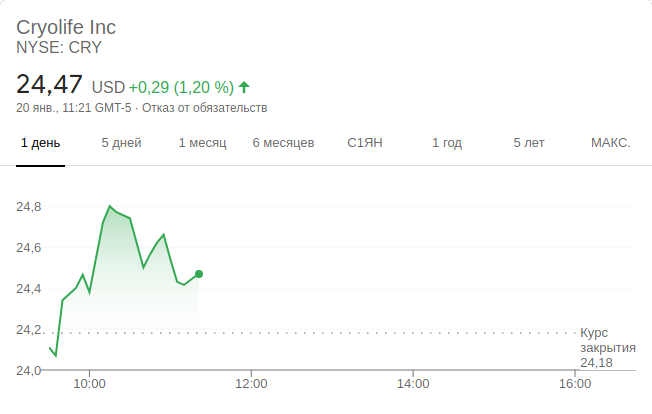 Cryolife Inc
NYSE: CRY
24,47 USD +0,29 (1,20 %)
20 янв., 11:21 GMT-5 · Отказ от обязательств
1 день 5 дней 1 месяц 6 месяцев С1ЯН 1 год 5 лет МАКС.
24,8
24,6
24,4
24,2
Курс
закрытия
24,18
24,0
10:00 12:00 14:00 16:00